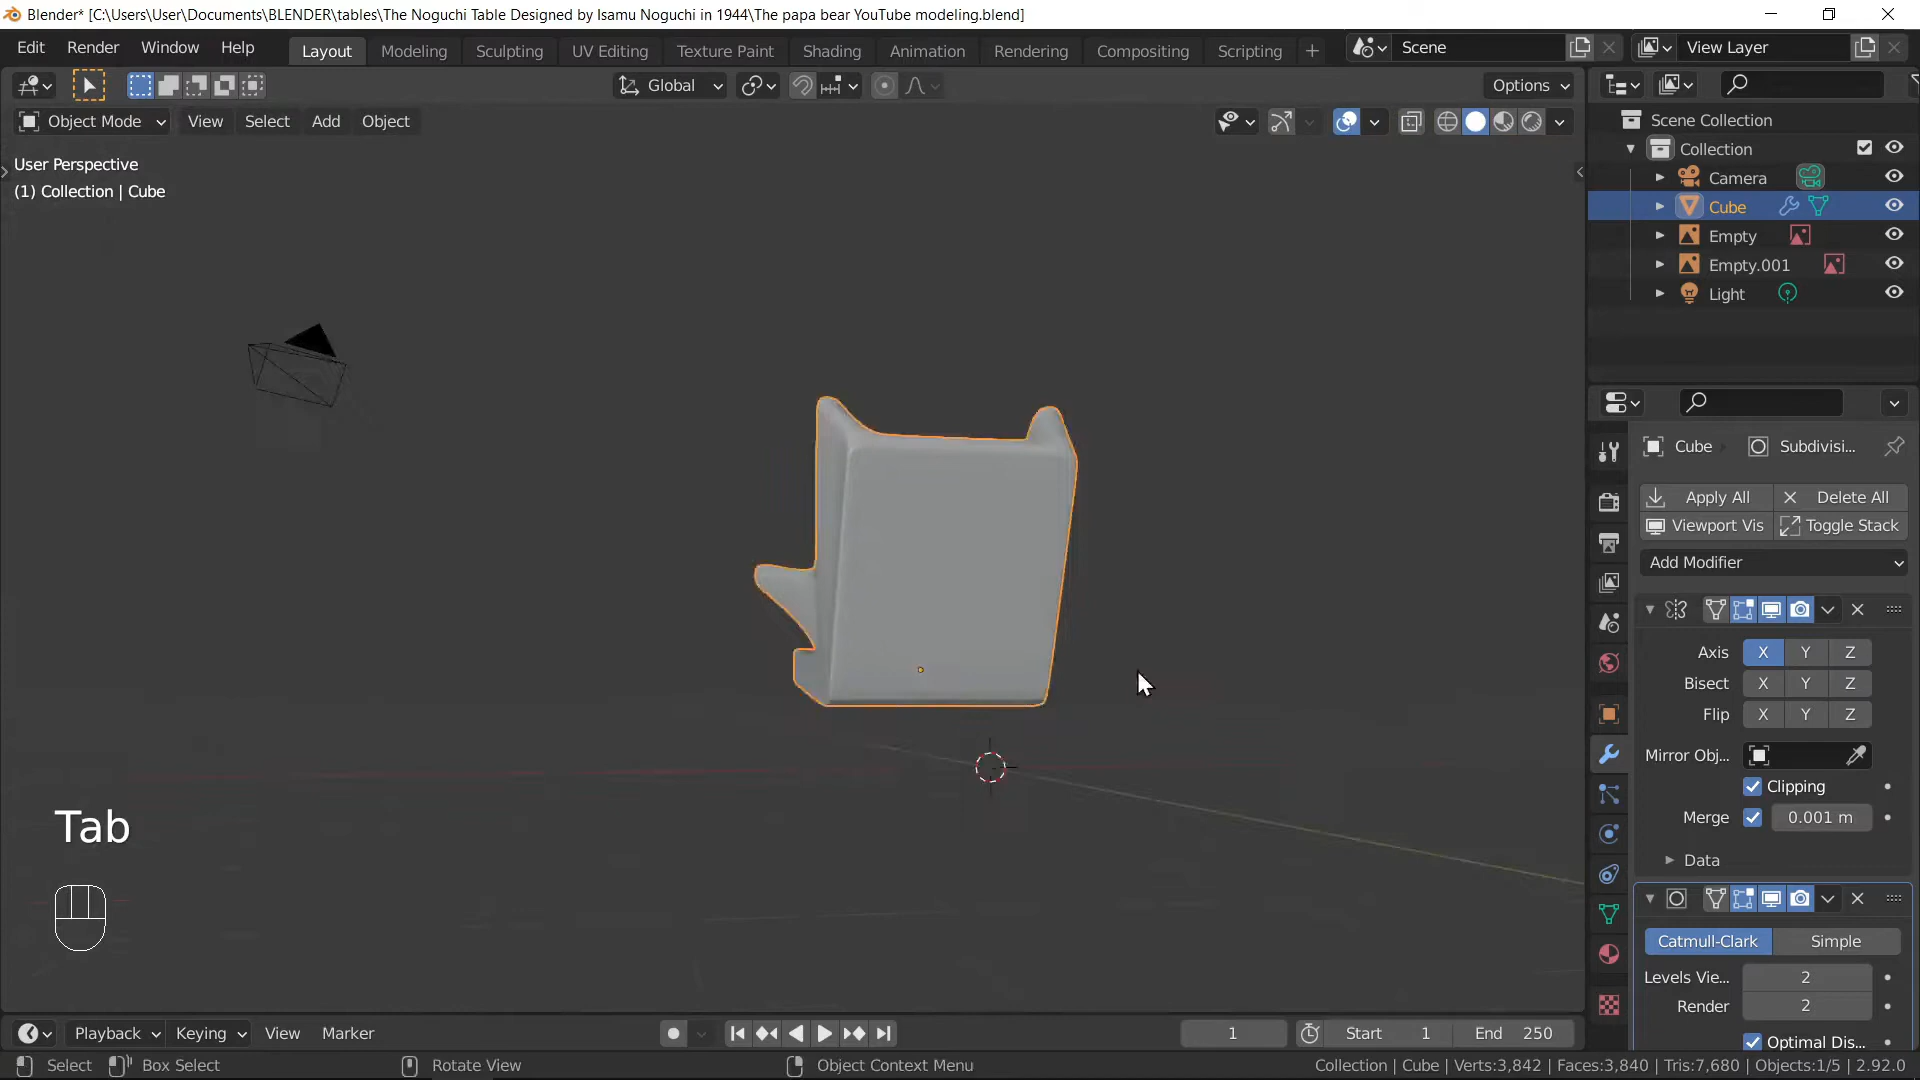 Blender* [C:\Users\User\Documents\BLENDER\tables\The Noguchi Table Designed by Isamu Noguchi in 1944\The papa bear YouTube modeling.blend]
Edit Render Window Help Layout Modeling Sculpting UV Editing Texture Paint Shading Animation Rendering Compositing Scripting + Scene View Layer
Global Options
Object Mode View Select Add Object
User Perspective
(1) Collection | Cube
Scene Collection
Collection
Camera
Cube
Empty
Empty.001
Light
Cube Subdivisi...
Apply All Delete All
Viewport Vis Toggle Stack
Add Modifier
Axis X Y Z
Bisect X Y Z
Flip X Y Z
Mirror Obj...
Clipping
Merge 0.001 m
Data
Catmull-Clark Simple
Levels Vie... 2
Render 2
Optimal Dis...
Tab
Playback Keying View Marker 1 Start 1 End 250
Select Box Select Rotate View Object Context Menu Collection | Cube | Verts:3,842 | Faces:3,840 | Tris:7,680 | Objects:1/5 | 2.92.0